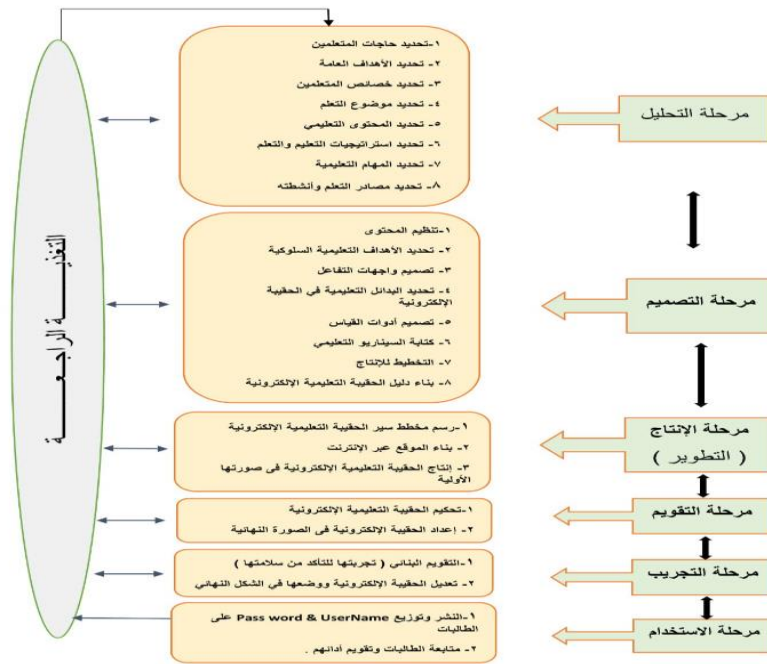 مرحلة التحليل
١-تحديد حاجات المتعلمين
٢- تحديد الأهداف العامة
٣- تحديد خصائص المتعلمين
٤- تحديد موضوع التعلم
٥- تحديد المحتوى التعليمي
٦- تحديد استراتيجيات التعليم والتعلم
٧- تحديد المهام التعليمية
٨- تحديد مصادر التعلم وأنشطته
مرحلة التصميم
١-تنظيم المحتوى
٢- تحديد الأهداف التعليمية السلوكية
٣- تصميم واجهات التفاعل
٤- تحديد البدائل التعليمية في الحقيبة
الإلكترونية
٥- تصميم أدوات القياس
٦- كتابة السيناريو التعليمي
٧- التخطيط للإنتاج
٨- بناء دليل الحقيبة التعليمية الإلكترونية
مرحلة الإنتاج
( التطوير )
١-رسم مخطط سير الحقيبة التعليمية الإلكترونية
٢- بناء الموقع عبر الإنترنت
٣- إنتاج الحقيبة التعليمية الإلكترونية فى صورتها
الأولية
مرحلة التقويم
١-تحكيم الحقيبة التعليمية الإلكترونية
٢- إعداد الحقيبة الإلكترونية فى الصورة النهائية
مرحلة التجريب
١-التقويم البنائي ( تجربتها للتأكد من سلامتها )
٢- تعديل الحقيبة الإلكترونية ووضعها في الشكل النهائي
مرحلة الاستخدام
١-النشر وتوزيع Pass word & UserName على
الطالبات
٢- متابعة الطالبات وتقويم أدائهم .
التغذيـــــة الراجعـــــة